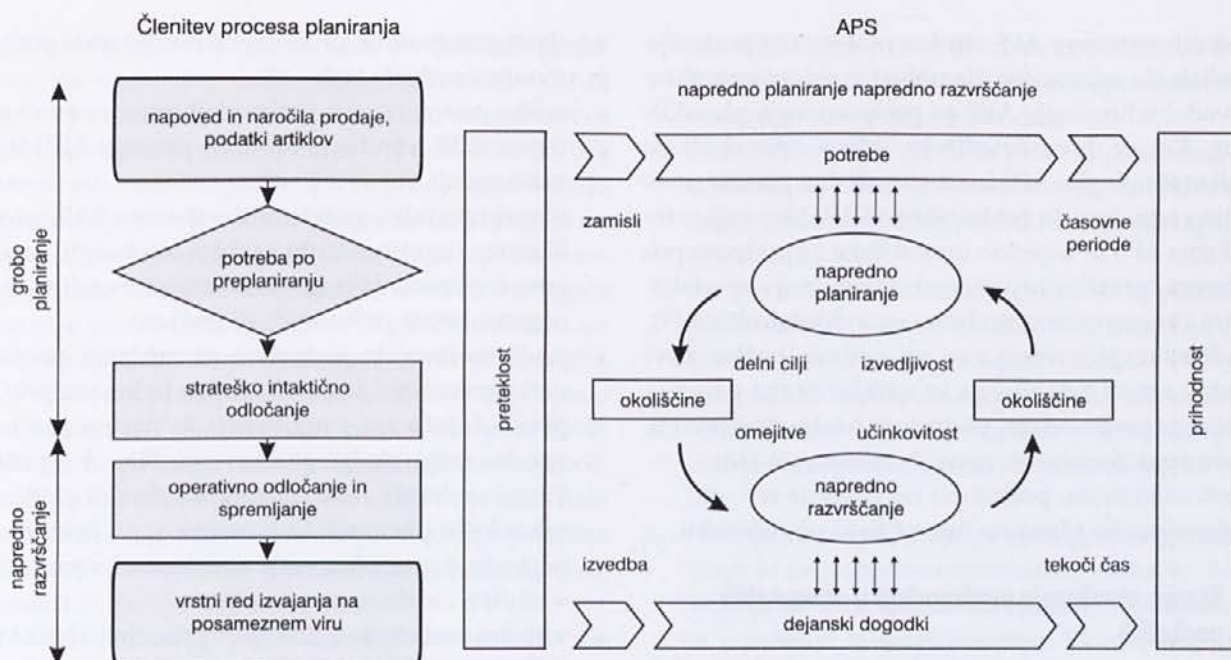 Členitev procesa planiranja
napoved in naročila prodaje,
podatki artiklov
potreba po
preplaniranju
strateško intaktično
odločanje
operativno odločanje in
spremljanje
vrstni red izvajanja na
posameznem viru
grobo
planiranje
napredno
razvrščanje
APS
napredno planiranje napredno razvrščanje
preteklost
potrebe
zamisli
časovne
periode
napredno
planiranje
delni cilji
izvedljivost
okoliščine
okoliščine
omejitve
učinkovitost
napredno
razvrščanje
izvedba
tekoči čas
dejanski dogodki
prihodnost